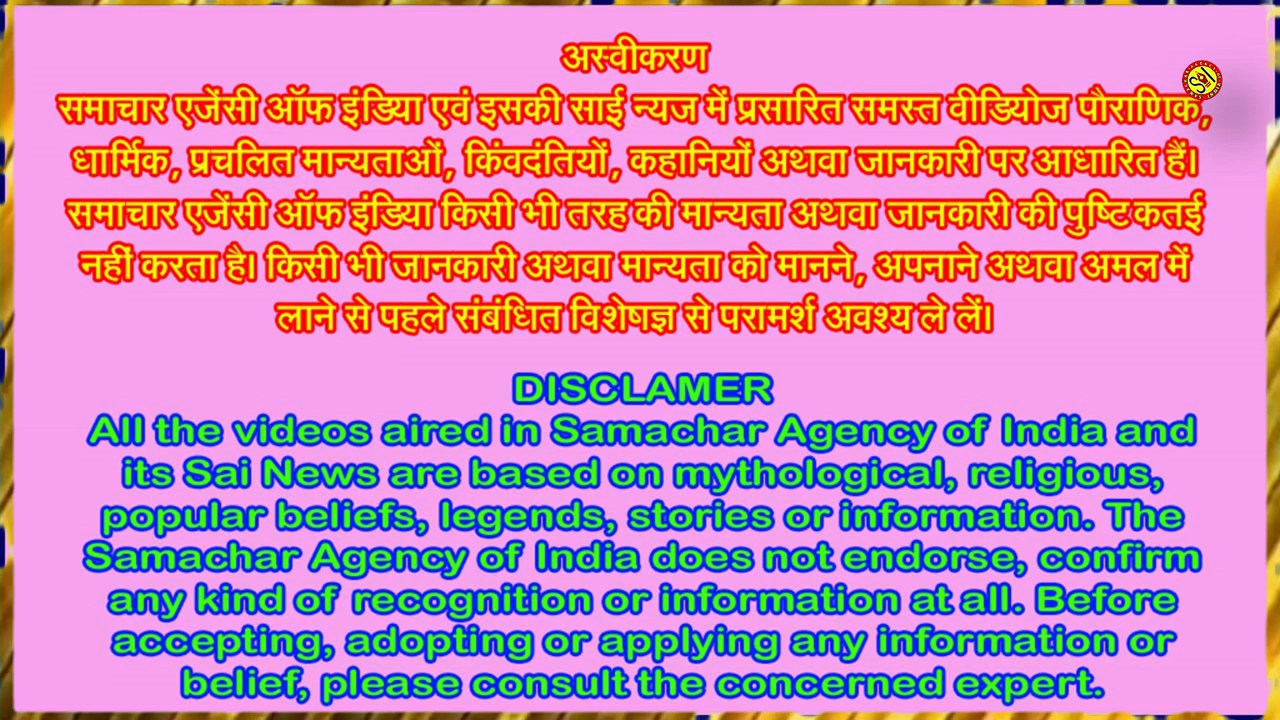 अस्वीकरण
SAI
समाचार एजेंसी ऑफ इंडिया एवं इसकी साई न्यज में प्रसारित समस्त वीडियोज पौराणिक,
धार्मिक, प्रचलित मान्यताओं, किंवदंतियों, कहानियों अथवा जानकारी पर आधारित हैं।
समाचार एजेंसी ऑफ इंडिया किसी भी तरह की मान्यता अथवा जानकारी की पुष्टि कतई
नहीं करता है। किसी भी जानकारी अथवा मान्यता को मानने, अपनाने अथवा अमल में
लाने से पहले संबंधित विशेषज्ञ से परामर्श अवश्य ले लें।
DISCLAMER
All the videos aired in Samachar Agency of India and
its Sai News are based on mythological, religious,
popular beliefs, legends, stories or information. The
Samachar Agency of India does not endorse, confirm
any kind of recognition or information at all. Before
accepting, adopting or applying any information or
belief, please consult the concerned expert.